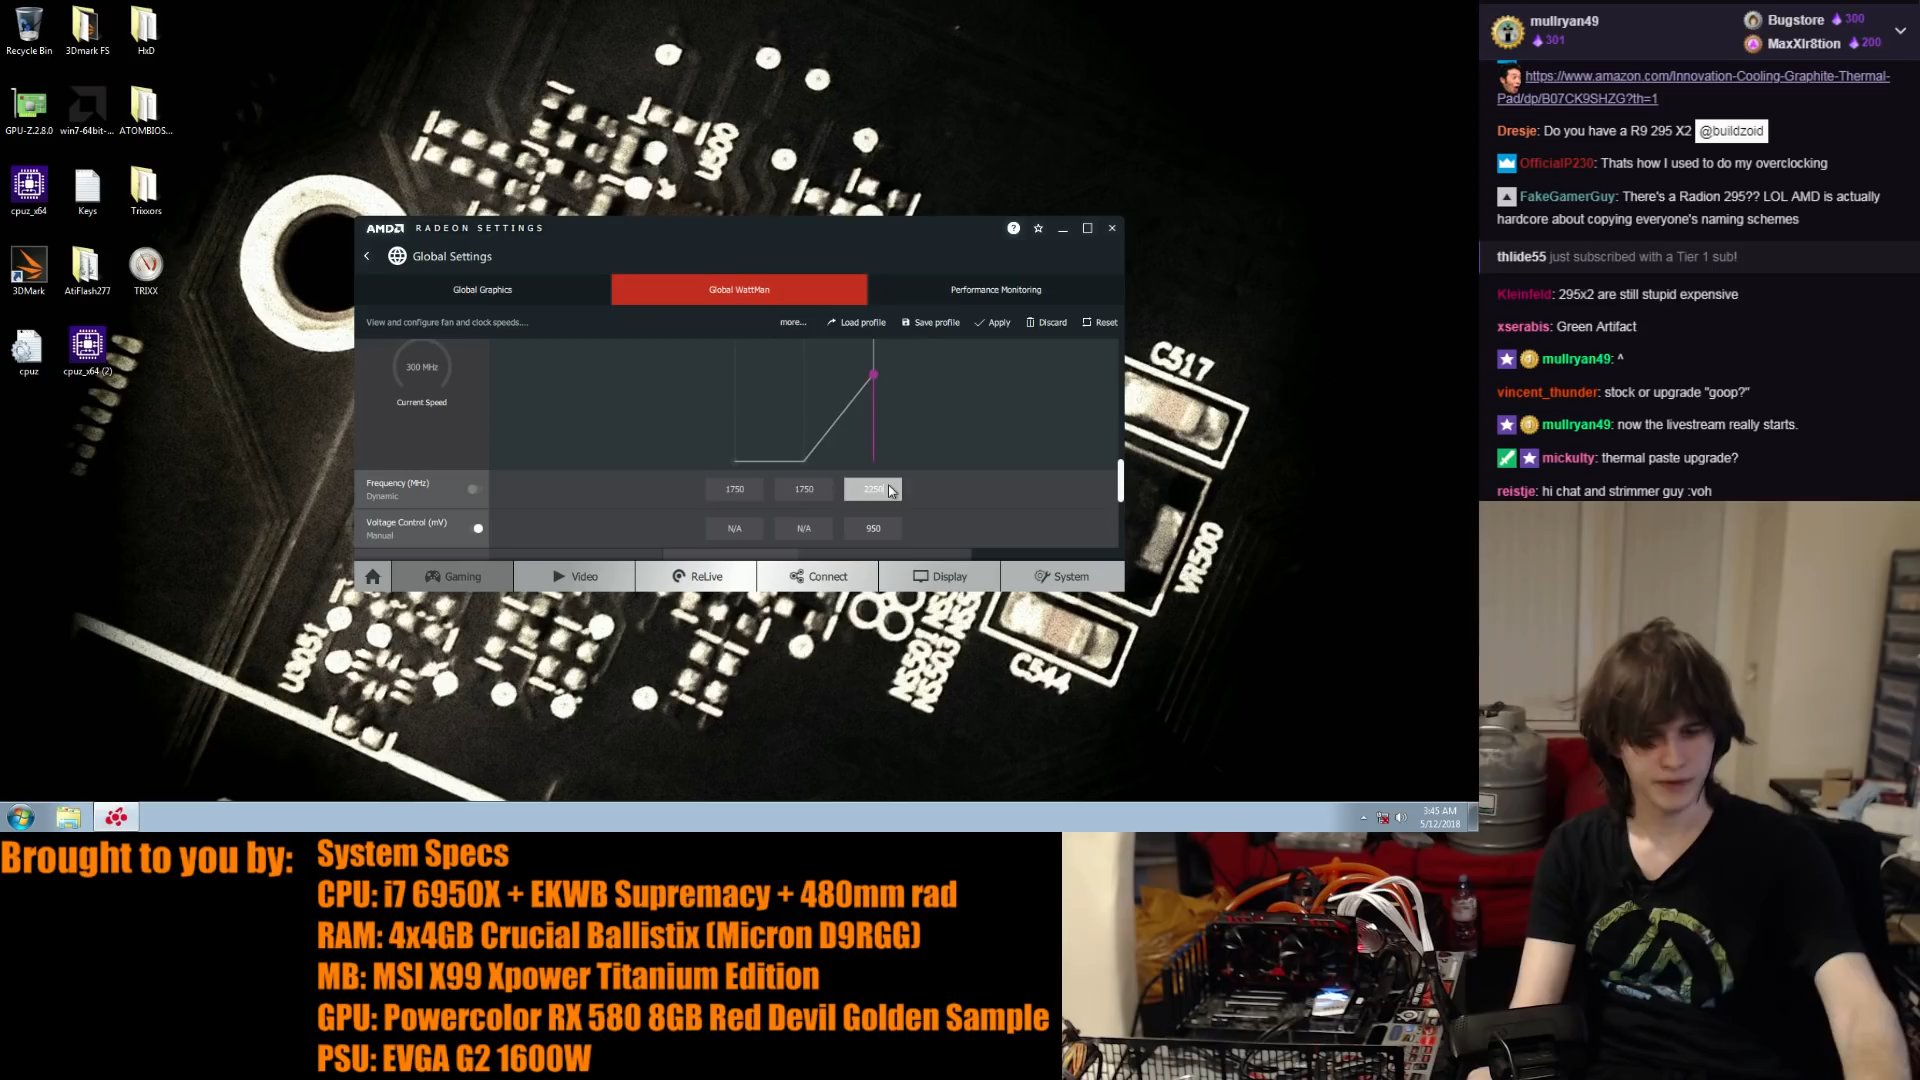 Recycle Bin
3Dmark FS
HxD
GPU-Z.2.8.0
win7-64bit-...
ATOMBIOS...
cpuz_x64
Keys
Trixxors
3DMark
AtiFlash277
TRIXX
cpuz
cpuz_x64 (2)
C517
VR500
C544
U3051
AMD RADEON SETTINGS
Global Settings
Global Graphics
Global WattMan
Performance Monitoring
View and configure fan and clock speeds....
more...
Load profile
Save profile
Apply
Discard
Reset
300 MHz
Current Speed
Frequency (MHz)
Dynamic
1750
1750
2250
Voltage Control (mV)
Manual
N/A
N/A
950
Gaming
Video
ReLive
Connect
Display
System
3:45 AM
5/12/2018
mullryan49
301
Bugstore 300
MaxXlr8tion 200
https://www.amazon.com/Innovation-Cooling-Graphite-Thermal-
Pad/dp/B07CK9SHZG?th=1
Dresje: Do you have a R9 295 X2 @buildzoid
OfficialP230: Thats how I used to do my overclocking
FakeGamerGuy: There's a Radion 295?? LOL AMD is actually
hardcore about copying everyone's naming schemes
thlide55 just subscribed with a Tier 1 sub!
Kleinfeld: 295x2 are still stupid expensive
xserabis: Green Artifact
mullryan49: ^
vincent_thunder: stock or upgrade "goop?"
mullryan49: now the livestream really starts.
mickulty: thermal paste upgrade?
reistje: hi chat and strimmer guy :voh
Brought to you by:
System Specs
CPU: i7 6950X + EKWB Supremacy + 480mm rad
RAM: 4x4GB Crucial Ballistix (Micron D9RGG)
MB: MSI X99 Xpower Titanium Edition
GPU: Powercolor RX 580 8GB Red Devil Golden Sample
PSU: EVGA G2 1600W